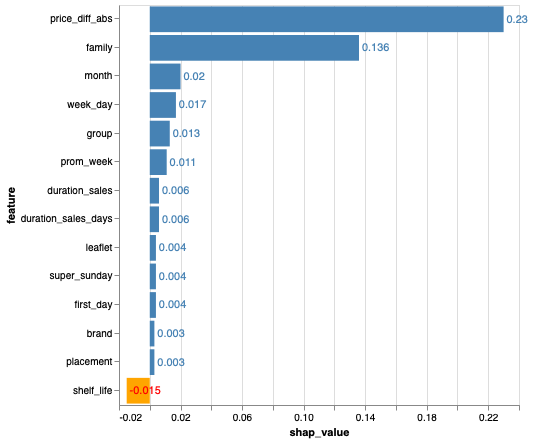 price_diff_abs 0.23
family 0.136
month 0.02
week_day 0.017
group 0.013
prom_week 0.011
duration_sales 0.006
duration_sales_days 0.006
leaflet 0.004
super_sunday 0.004
first_day 0.004
brand 0.003
placement 0.003
shelf_life -0.015
feature
-0.02 0.02 0.06 0.10 0.14 0.18 0.22
shap_value